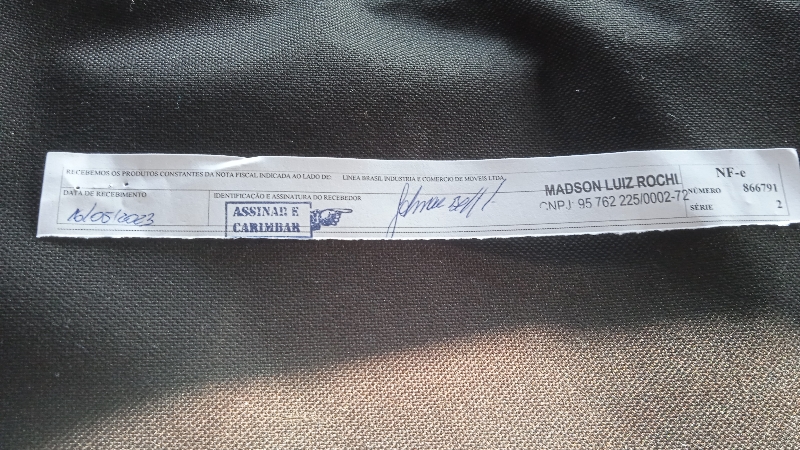 RECEBEMOS OS PRODUTOS CONSTANTES DA NOTA FISCAL INDICADA AO LADO DE: LINEA BRASIL INDUSTRIA E COMERCIO DE MOVEIS LTDA
NF-e
DATA DE RECEBIMENTO
IDENTIFICAÇÃO E ASSINATURA DO RECEBEDOR
MADSON LUIZ ROCHI
CNPJ: 95 762 225/0002-72
NÚMERO 866791
SÉRIE 2
10/05/2023
ASSINAR E
CARIMBAR